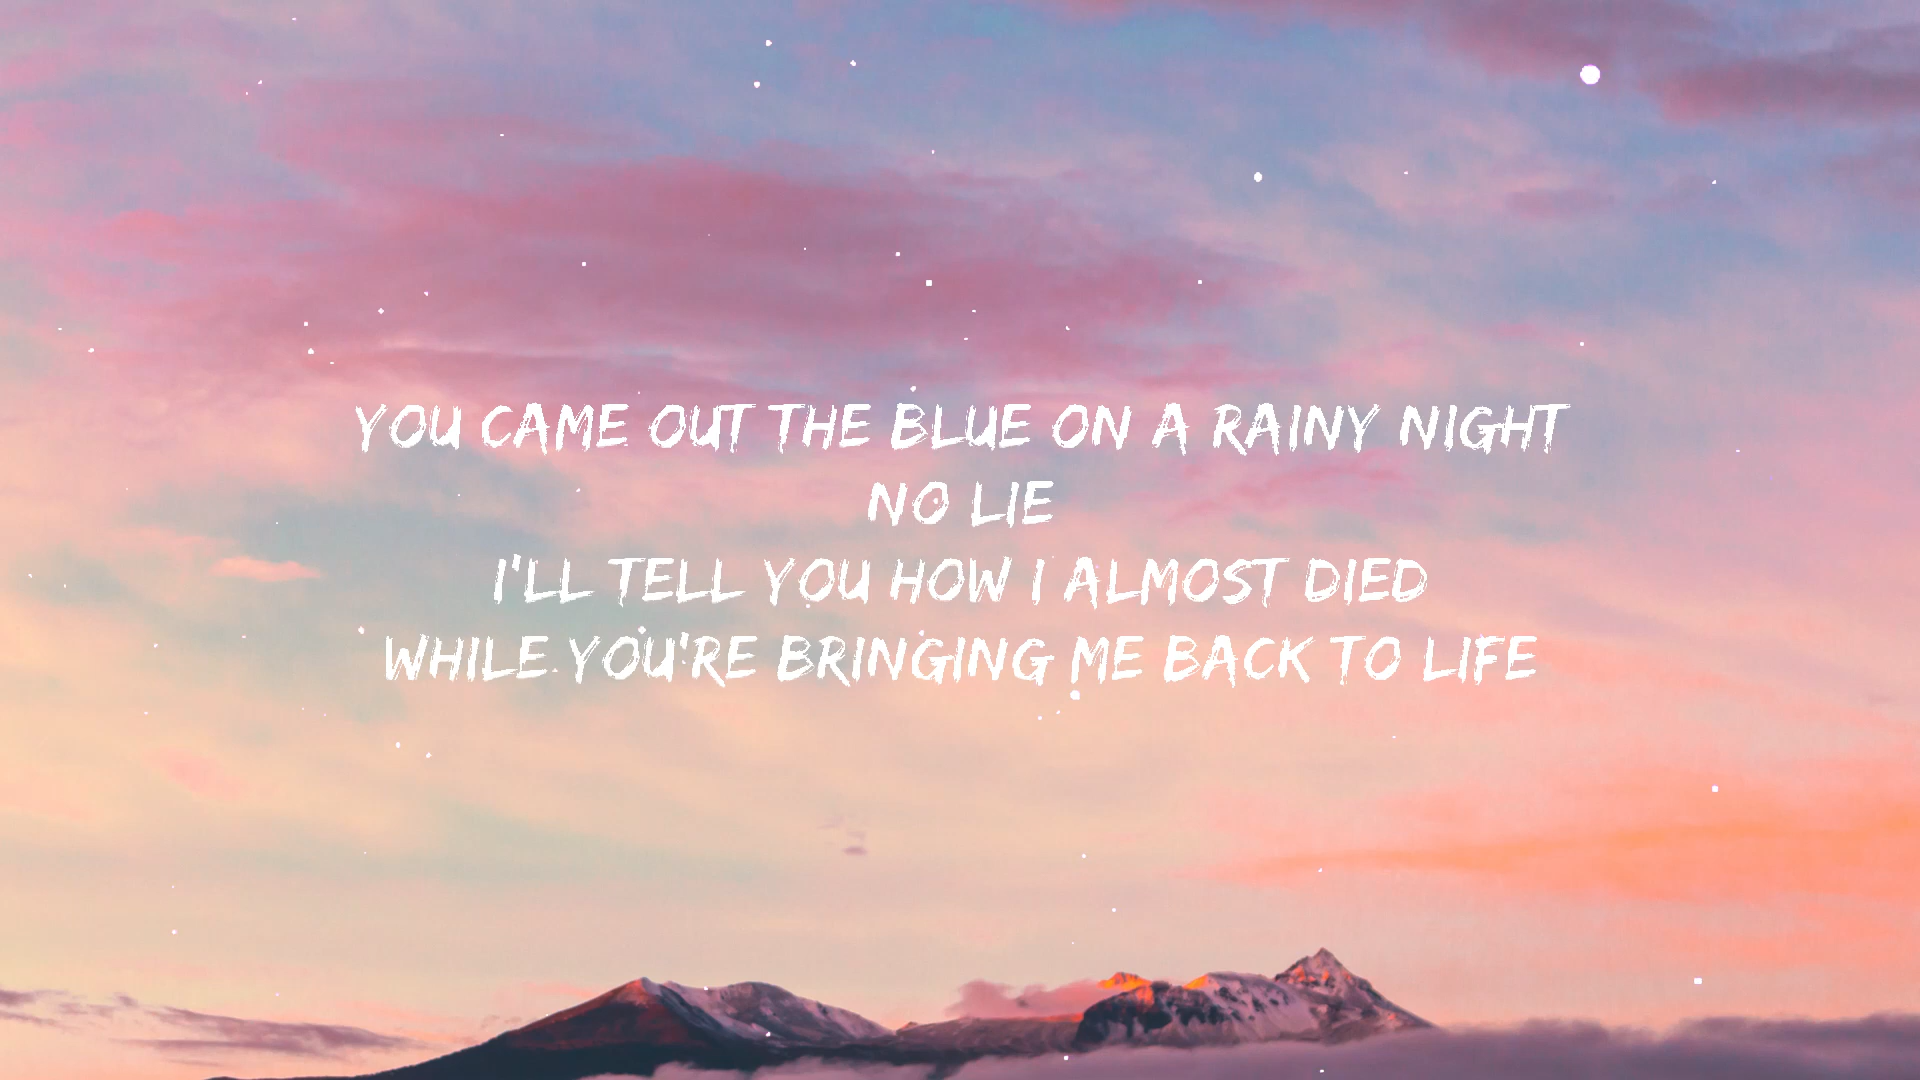 YOU CAME OUT THE BLUE ON A RAINY NIGHT
NO LIE
I'LL TELL YOU HOW I ALMOST DIED
WHILE YOU'RE BRINGING ME BACK TO LIFE